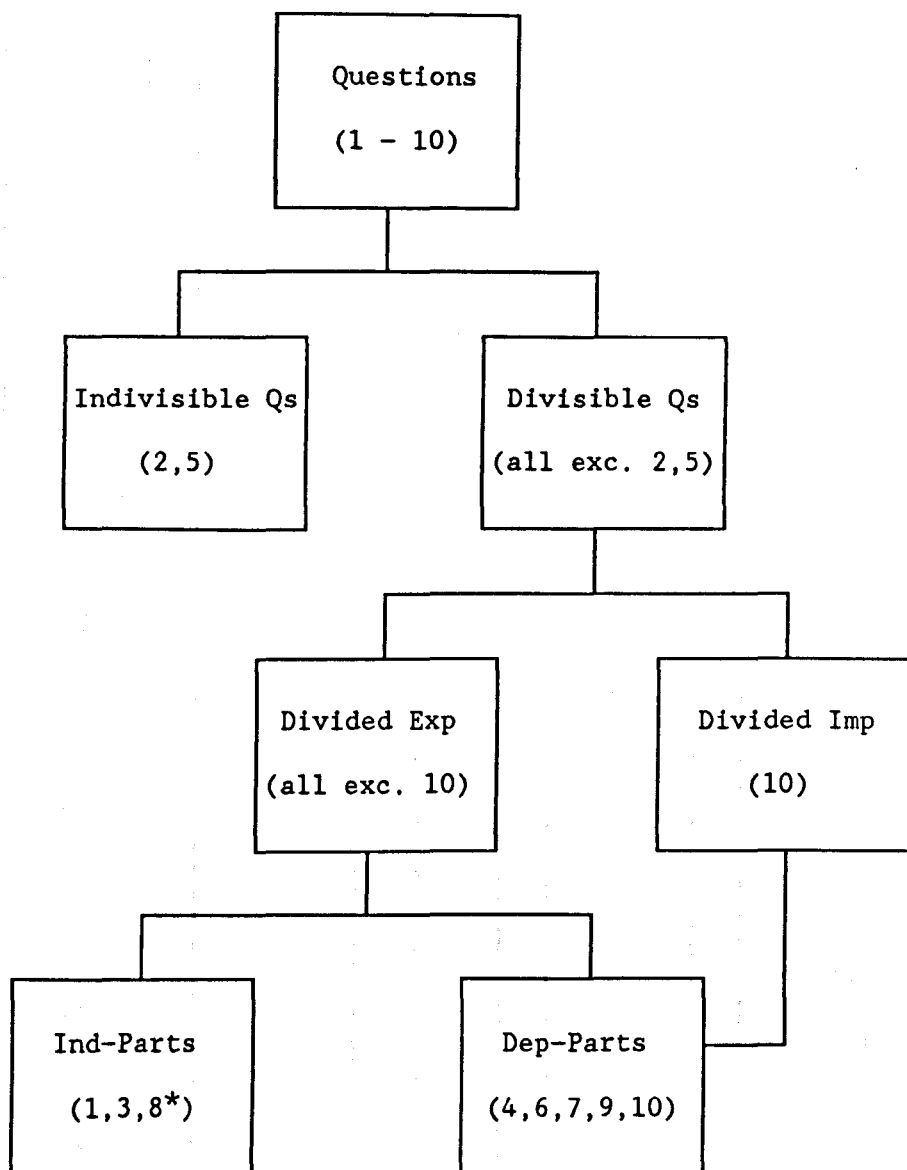 Questions
(1 - 10)
Indivisible Qs
(2,5)
Divisible Qs
(all exc. 2,5)
Divided Exp
(all exc. 10)
Divided Imp
(10)
Ind-Parts
(1,3,8*)
Dep-Parts
(4,6,7,9,10)